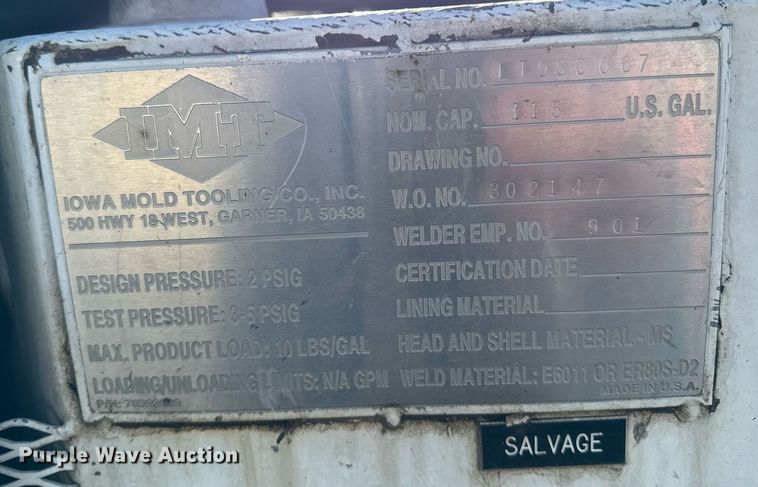 IMT
IOWA MOLD TOOLING CO., INC.
500 HWY 18 WEST, GARNER, IA 50438
DESIGN PRESSURE: 2 PSIG
TEST PRESSURE: 3-5 PSIG
MAX. PRODUCT LOAD: 10 LBS/GAL
LOADING/UNLOADING LIMITS: N/A GPM
P/N:
SERIAL NO.
NOM. CAP. 115 U.S. GAL.
DRAWING NO.
W.O. NO. 302147
WELDER EMP. NO. 901
CERTIFICATION DATE
LINING MATERIAL
HEAD AND SHELL MATERIAL - MS
WELD MATERIAL: E6011 OR ER80S-D2
MADE IN U.S.A.
SALVAGE
Purple Wave Auction